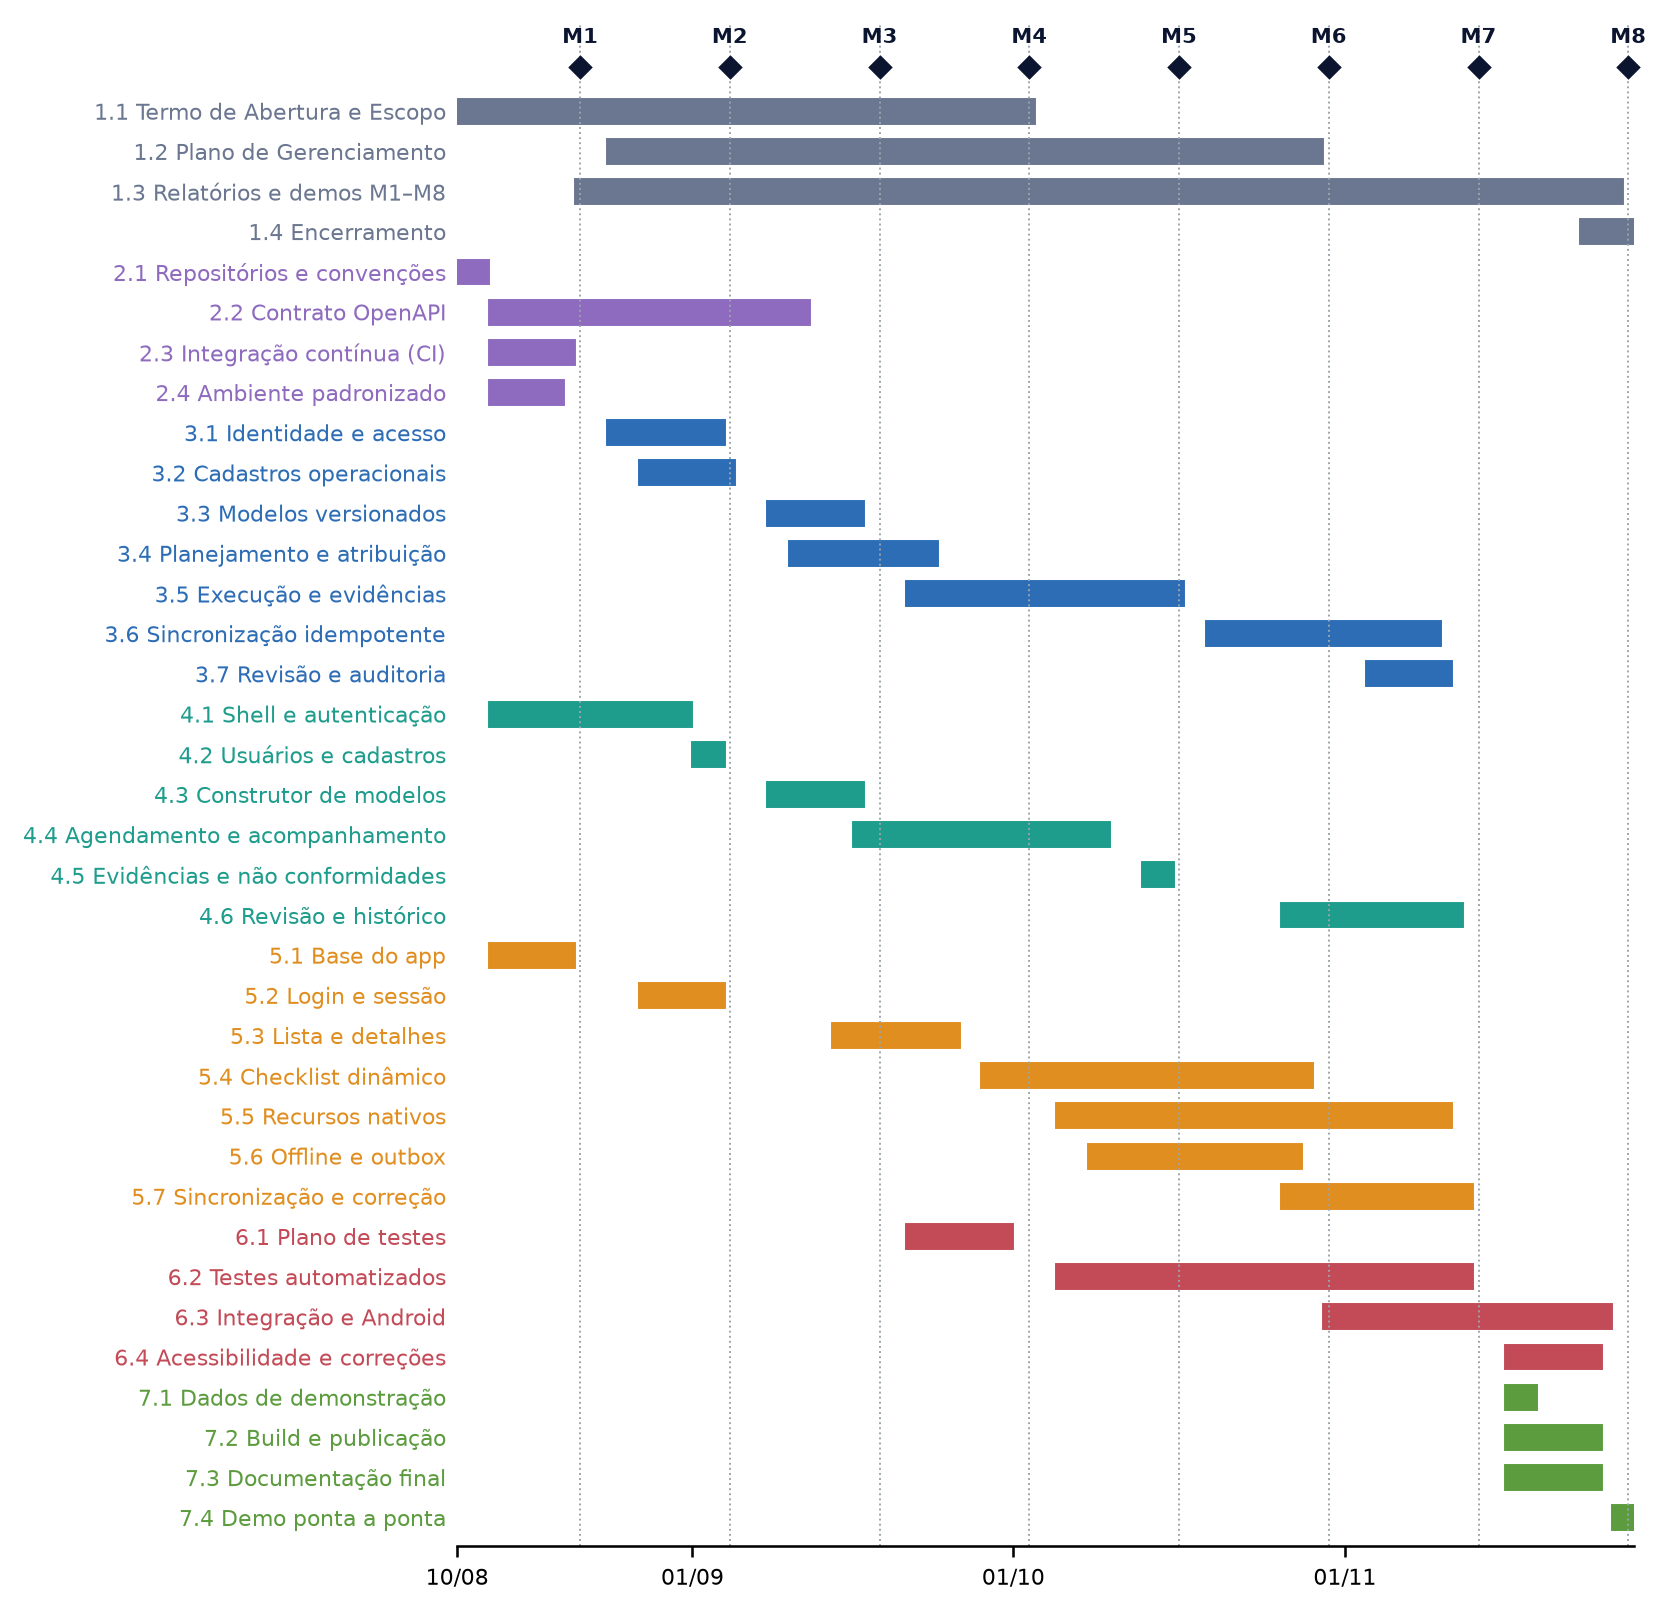 M1 M2 M3 M4 M5 M6 M7 M8
1.1 Termo de Abertura e Escopo
1.2 Plano de Gerenciamento
1.3 Relatórios e demos M1–M8
1.4 Encerramento
2.1 Repositórios e convenções
2.2 Contrato OpenAPI
2.3 Integração contínua (CI)
2.4 Ambiente padronizado
3.1 Identidade e acesso
3.2 Cadastros operacionais
3.3 Modelos versionados
3.4 Planejamento e atribuição
3.5 Execução e evidências
3.6 Sincronização idempotente
3.7 Revisão e auditoria
4.1 Shell e autenticação
4.2 Usuários e cadastros
4.3 Construtor de modelos
4.4 Agendamento e acompanhamento
4.5 Evidências e não conformidades
4.6 Revisão e histórico
5.1 Base do app
5.2 Login e sessão
5.3 Lista e detalhes
5.4 Checklist dinâmico
5.5 Recursos nativos
5.6 Offline e outbox
5.7 Sincronização e correção
6.1 Plano de testes
6.2 Testes automatizados
6.3 Integração e Android
6.4 Acessibilidade e correções
7.1 Dados de demonstração
7.2 Build e publicação
7.3 Documentação final
7.4 Demo ponta a ponta
10/08 01/09 01/10 01/11